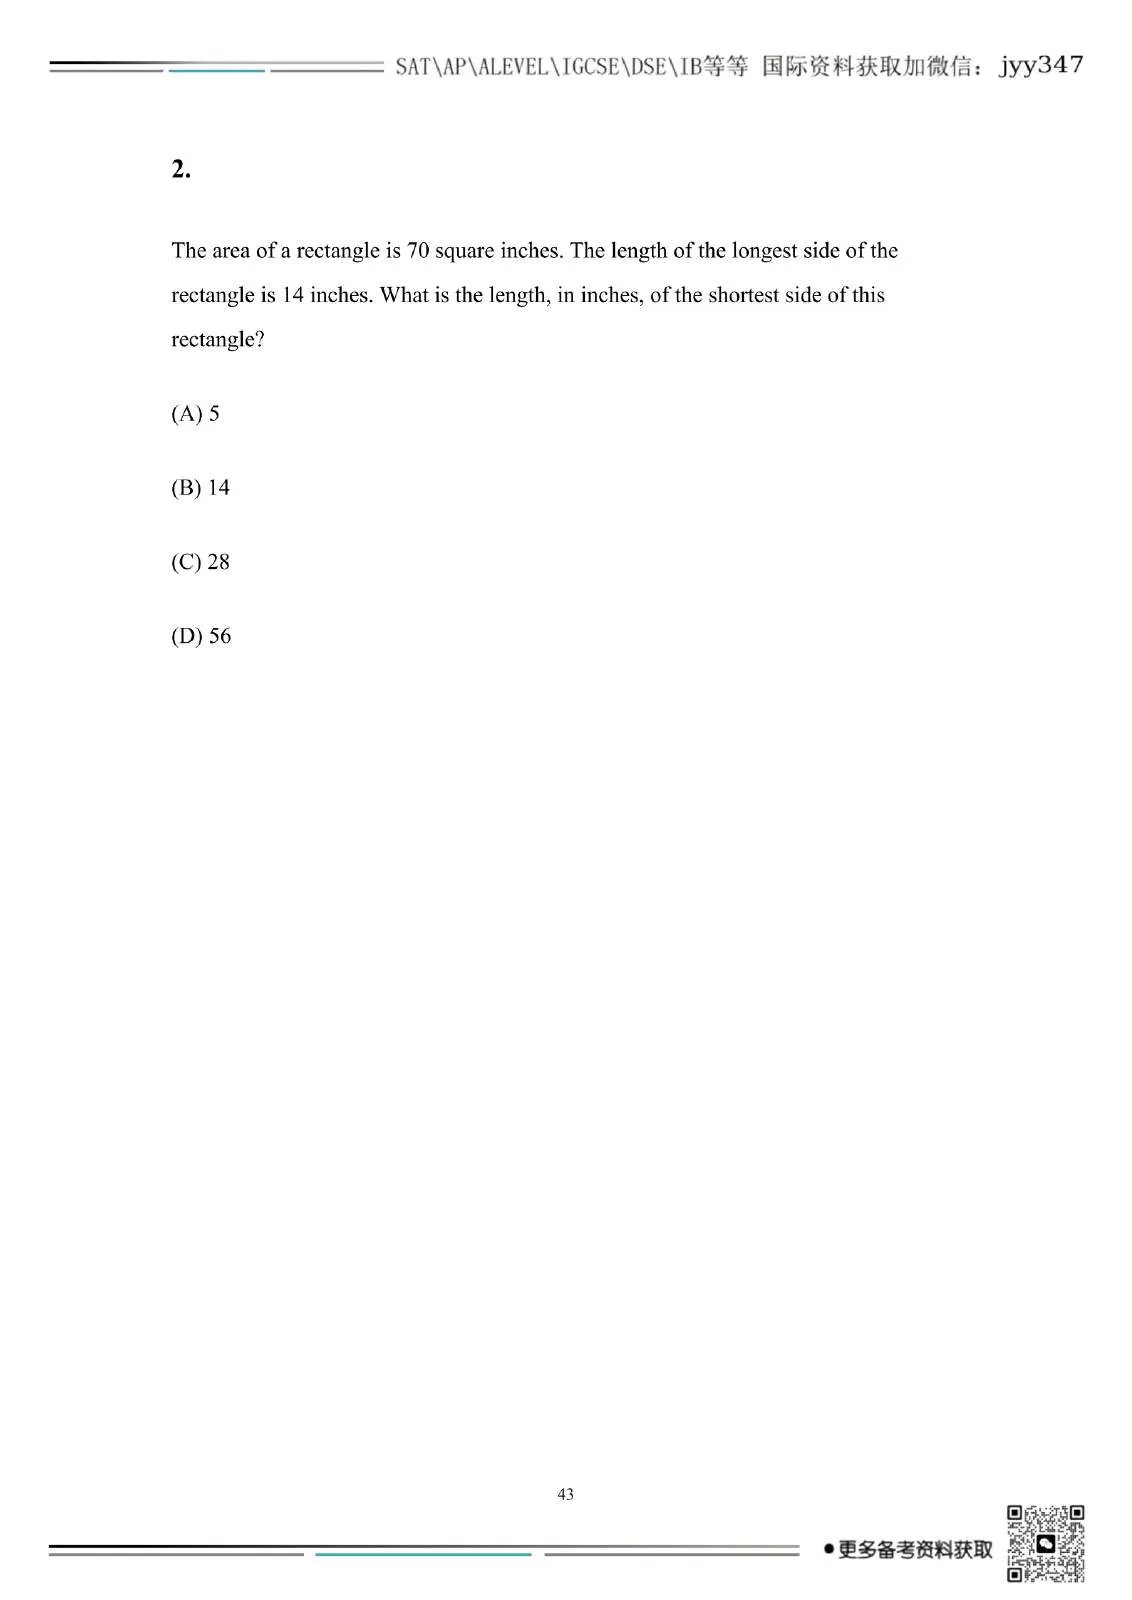 SAT\AP\ALEVEL\IGCSE\DSE\IB等等 国际资料获取加微信: jyy347
2.
The area of a rectangle is 70 square inches. The length of the longest side of the
rectangle is 14 inches. What is the length, in inches, of the shortest side of this
rectangle?
(A) 5
(B) 14
(C) 28
(D) 56
43
●更多备考资料获取